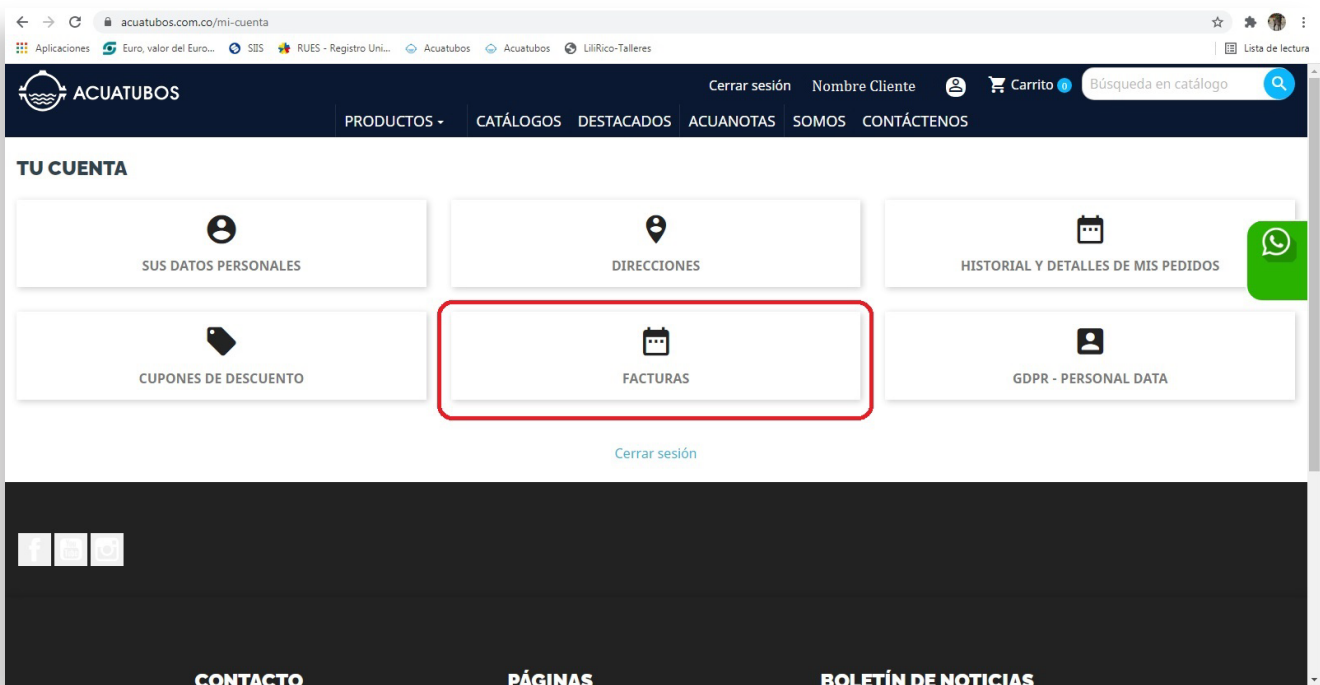 acuatubos.com.co/mi-cuenta
Aplicaciones Euro, valor del Euro... SIIS RUES - Registro Uni... Acuatubos Acuatubos LiliRico-Talleres Lista de lectura
ACUATUBOS Cerrar sesión Nombre Cliente Carrito 0 Búsqueda en catálogo
PRODUCTOS CATÁLOGOS DESTACADOS ACUANOTAS SOMOS CONTÁCTENOS
TU CUENTA
SUS DATOS PERSONALES DIRECCIONES HISTORIAL Y DETALLES DE MIS PEDIDOS
CUPONES DE DESCUENTO FACTURAS GDPR - PERSONAL DATA
Cerrar sesión
CONTACTO PÁGINAS BOLETÍN DE NOTICIAS